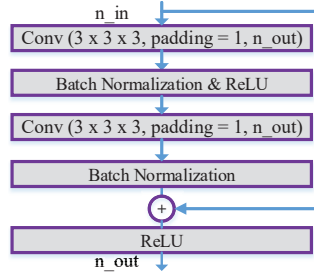 n_in
Conv (3 x 3 x 3, padding = 1, n_out)
Batch Normalization & ReLU
Conv (3 x 3 x 3, padding = 1, n_out)
Batch Normalization
+
ReLU
n_out